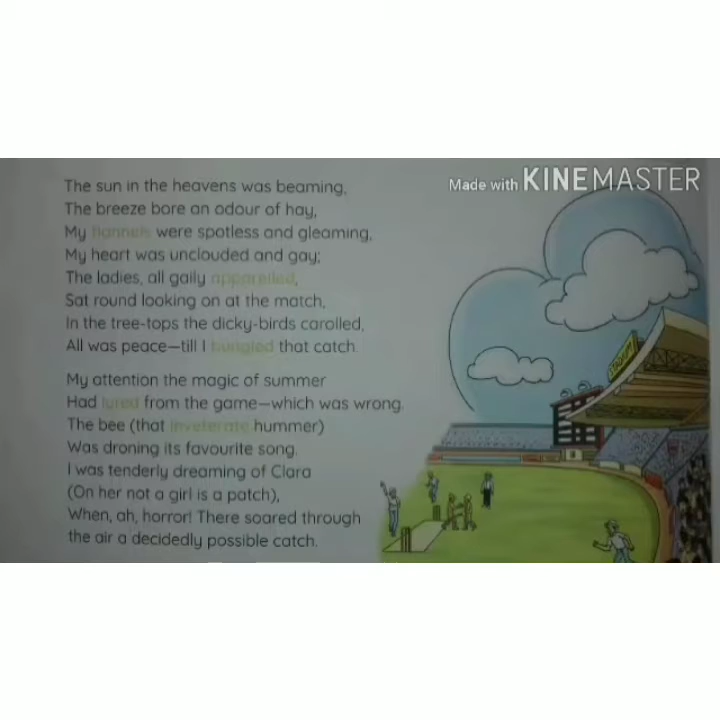 Made with KINEMASTER
The sun in the heavens was beaming,
The breeze bore an odour of hay,
My flannels were spotless and gleaming,
My heart was unclouded and gay;
The ladies, all gaily apparelled,
Sat round looking on at the match,
In the tree-tops the dicky-birds carolled,
All was peace—till I bungled that catch.
My attention the magic of summer
Had lured from the game—which was wrong.
The bee (that inveterate hummer)
Was droning its favourite song.
I was tenderly dreaming of Clara
(On her not a girl is a patch),
When, ah, horror! There soared through
the air a decidedly possible catch.
STADIUM